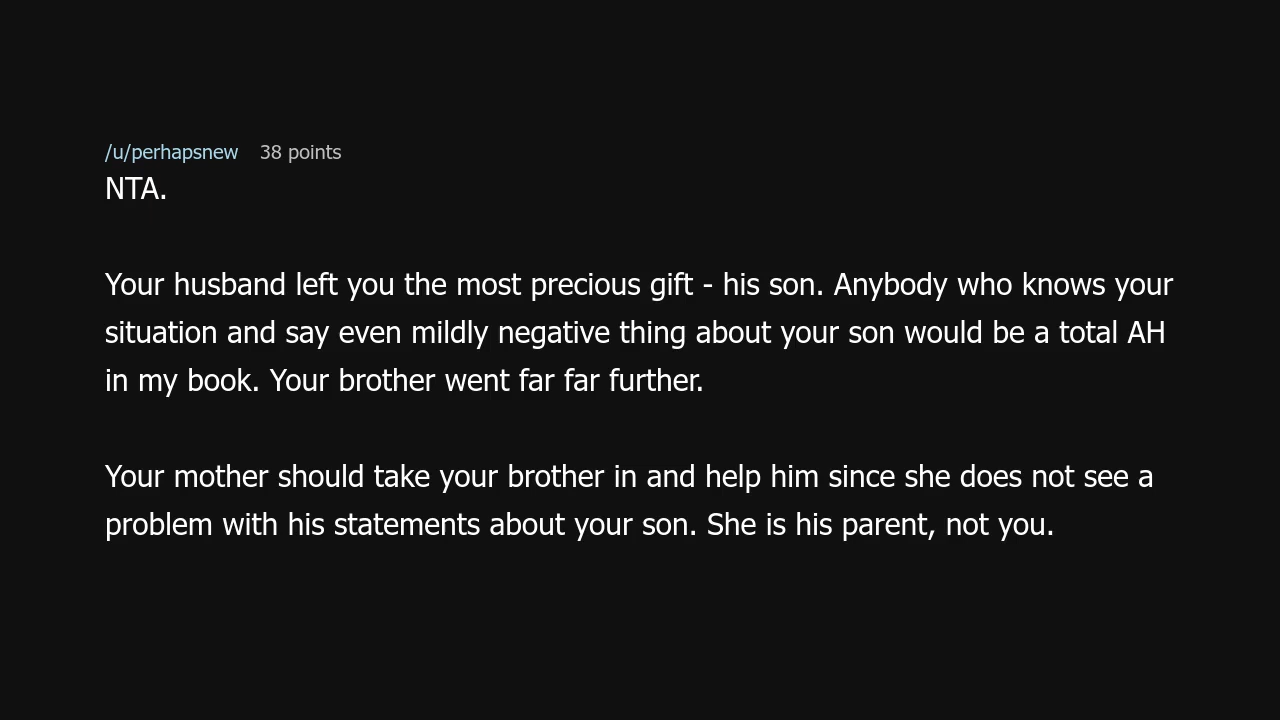 /u/perhapsnew 38 points
NTA.
Your husband left you the most precious gift - his son. Anybody who knows your
situation and say even mildly negative thing about your son would be a total AH
in my book. Your brother went far far further.
Your mother should take your brother in and help him since she does not see a
problem with his statements about your son. She is his parent, not you.